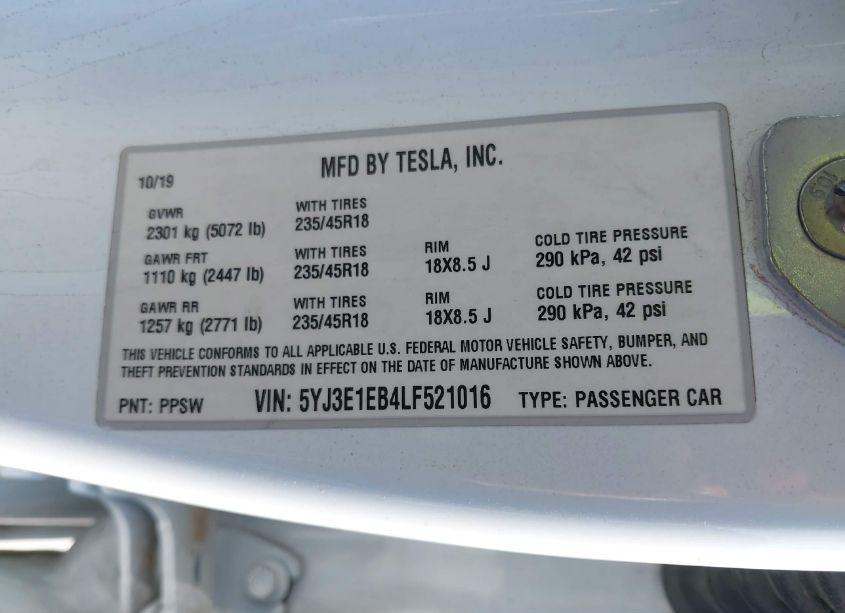 MFD BY TESLA, INC.
10/19
GVWR WITH TIRES
2301 kg (5072 lb) 235/45R18
GAWR FRT WITH TIRES RIM COLD TIRE PRESSURE
1110 kg (2447 lb) 235/45R18 18X8.5 J 290 kPa, 42 psi
GAWR RR WITH TIRES RIM COLD TIRE PRESSURE
1257 kg (2771 lb) 235/45R18 18X8.5 J 290 kPa, 42 psi
THIS VEHICLE CONFORMS TO ALL APPLICABLE U.S. FEDERAL MOTOR VEHICLE SAFETY, BUMPER, AND
THEFT PREVENTION STANDARDS IN EFFECT ON THE DATE OF MANUFACTURE SHOWN ABOVE.
PNT: PPSW VIN: 5YJ3E1EB4LF521016 TYPE: PASSENGER CAR